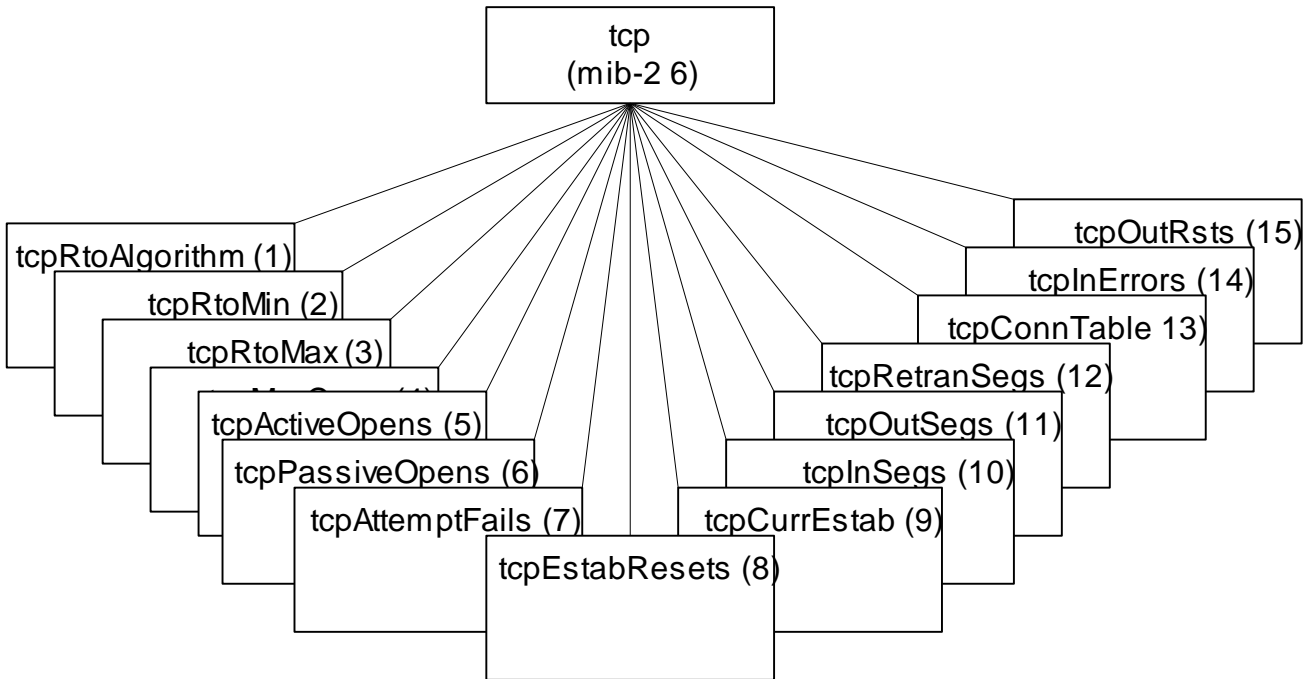 tcp
(mib-2 6)
tcpRtoAlgorithm (1)
tcpRtoMin (2)
tcpRtoMax (3)
tcpActiveOpens (5)
tcpPassiveOpens (6)
tcpAttemptFails (7)
tcpEstabResets (8)
tcpCurrEstab (9)
tcpInSegs (10)
tcpOutSegs (11)
tcpRetranSegs (12)
tcpConnTable 13)
tcpInErrors (14)
tcpOutRsts (15)